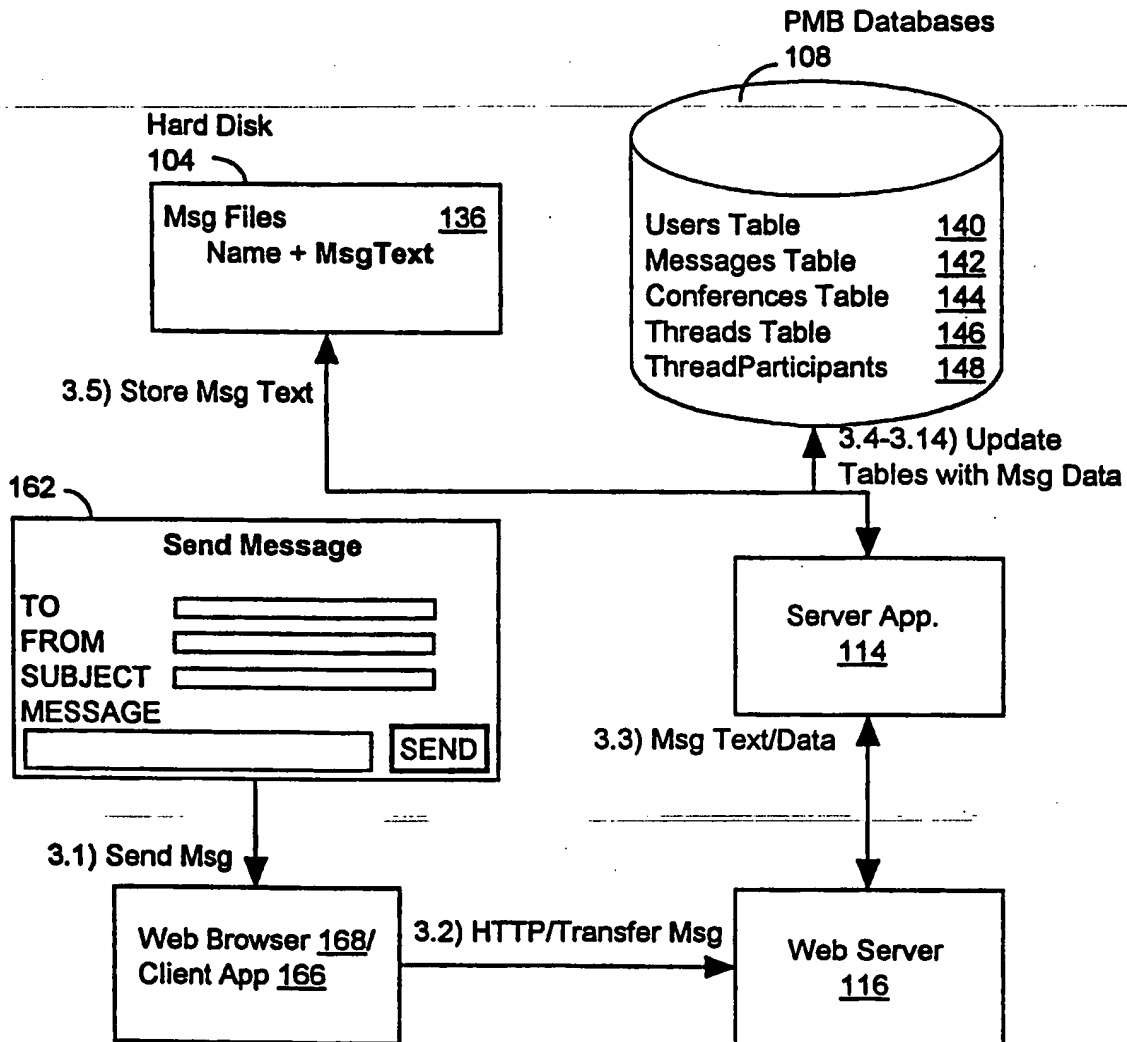 PMB Databases
108
Hard Disk
104
Msg Files 136
Name + MsgText
Users Table 140
Messages Table 142
Conferences Table 144
Threads Table 146
ThreadParticipants 148
3.5) Store Msg Text
3.4-3.14) Update
Tables with Msg Data
162
Send Message
TO
FROM
SUBJECT
MESSAGE
SEND
Server App.
114
3.3) Msg Text/Data
3.1) Send Msg
Web Browser 168/
Client App 166
3.2) HTTP/Transfer Msg
Web Server
116